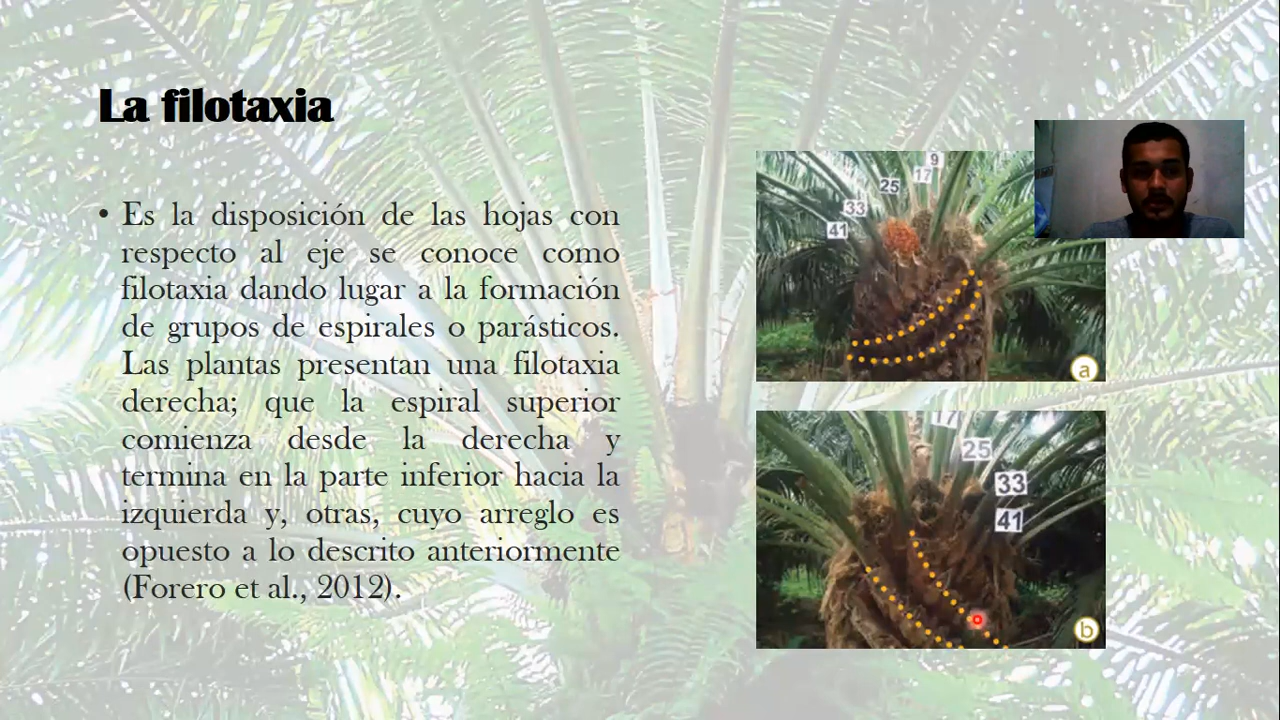 La filotaxia
• Es la disposición de las hojas con
respecto al eje se conoce como
filotaxia dando lugar a la formación
de grupos de espirales o parásticos.
Las plantas presentan una filotaxia
derecha; que la espiral superior
comienza desde la derecha y
termina en la parte inferior hacia la
izquierda y, otras, cuyo arreglo es
opuesto a lo descrito anteriormente
(Forero et al., 2012).
9
17
25
33
41
a
17
25
33
41
b